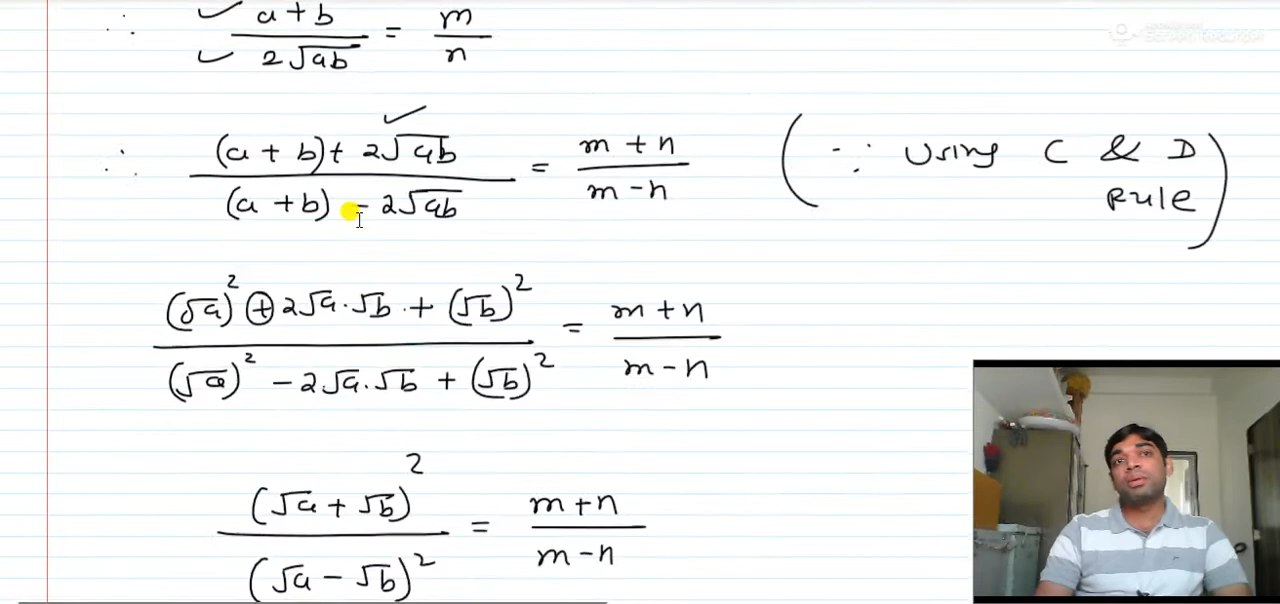 ∴ (a + b) / (2√ab) = m / n
∴ ((a + b) + 2√ab) / ((a + b) − 2√ab) = (m + n) / (m − n) (∵ Using C & D Rule)
((√a)² + 2√a·√b + (√b)²) / ((√a)² − 2√a·√b + (√b)²) = (m + n) / (m − n)
(√a + √b)² / (√a − √b)² = (m + n) / (m − n)